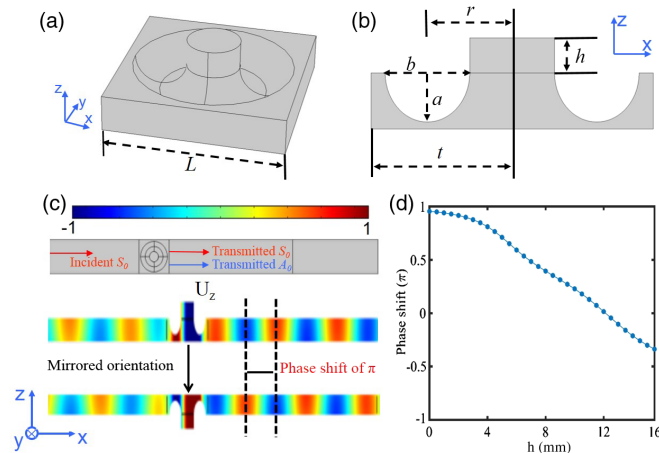 (a)
z
y
x
L
(b)
r
b
a
h
t
z
x
(c)
-1
1
Incident S0
Transmitted S0
Transmitted A0
Uz
Mirrored orientation
Phase shift of π
z
y
x
(d)
Phase shift (π)
1
0.5
0
-0.5
-1
0
4
8
12
16
h (mm)